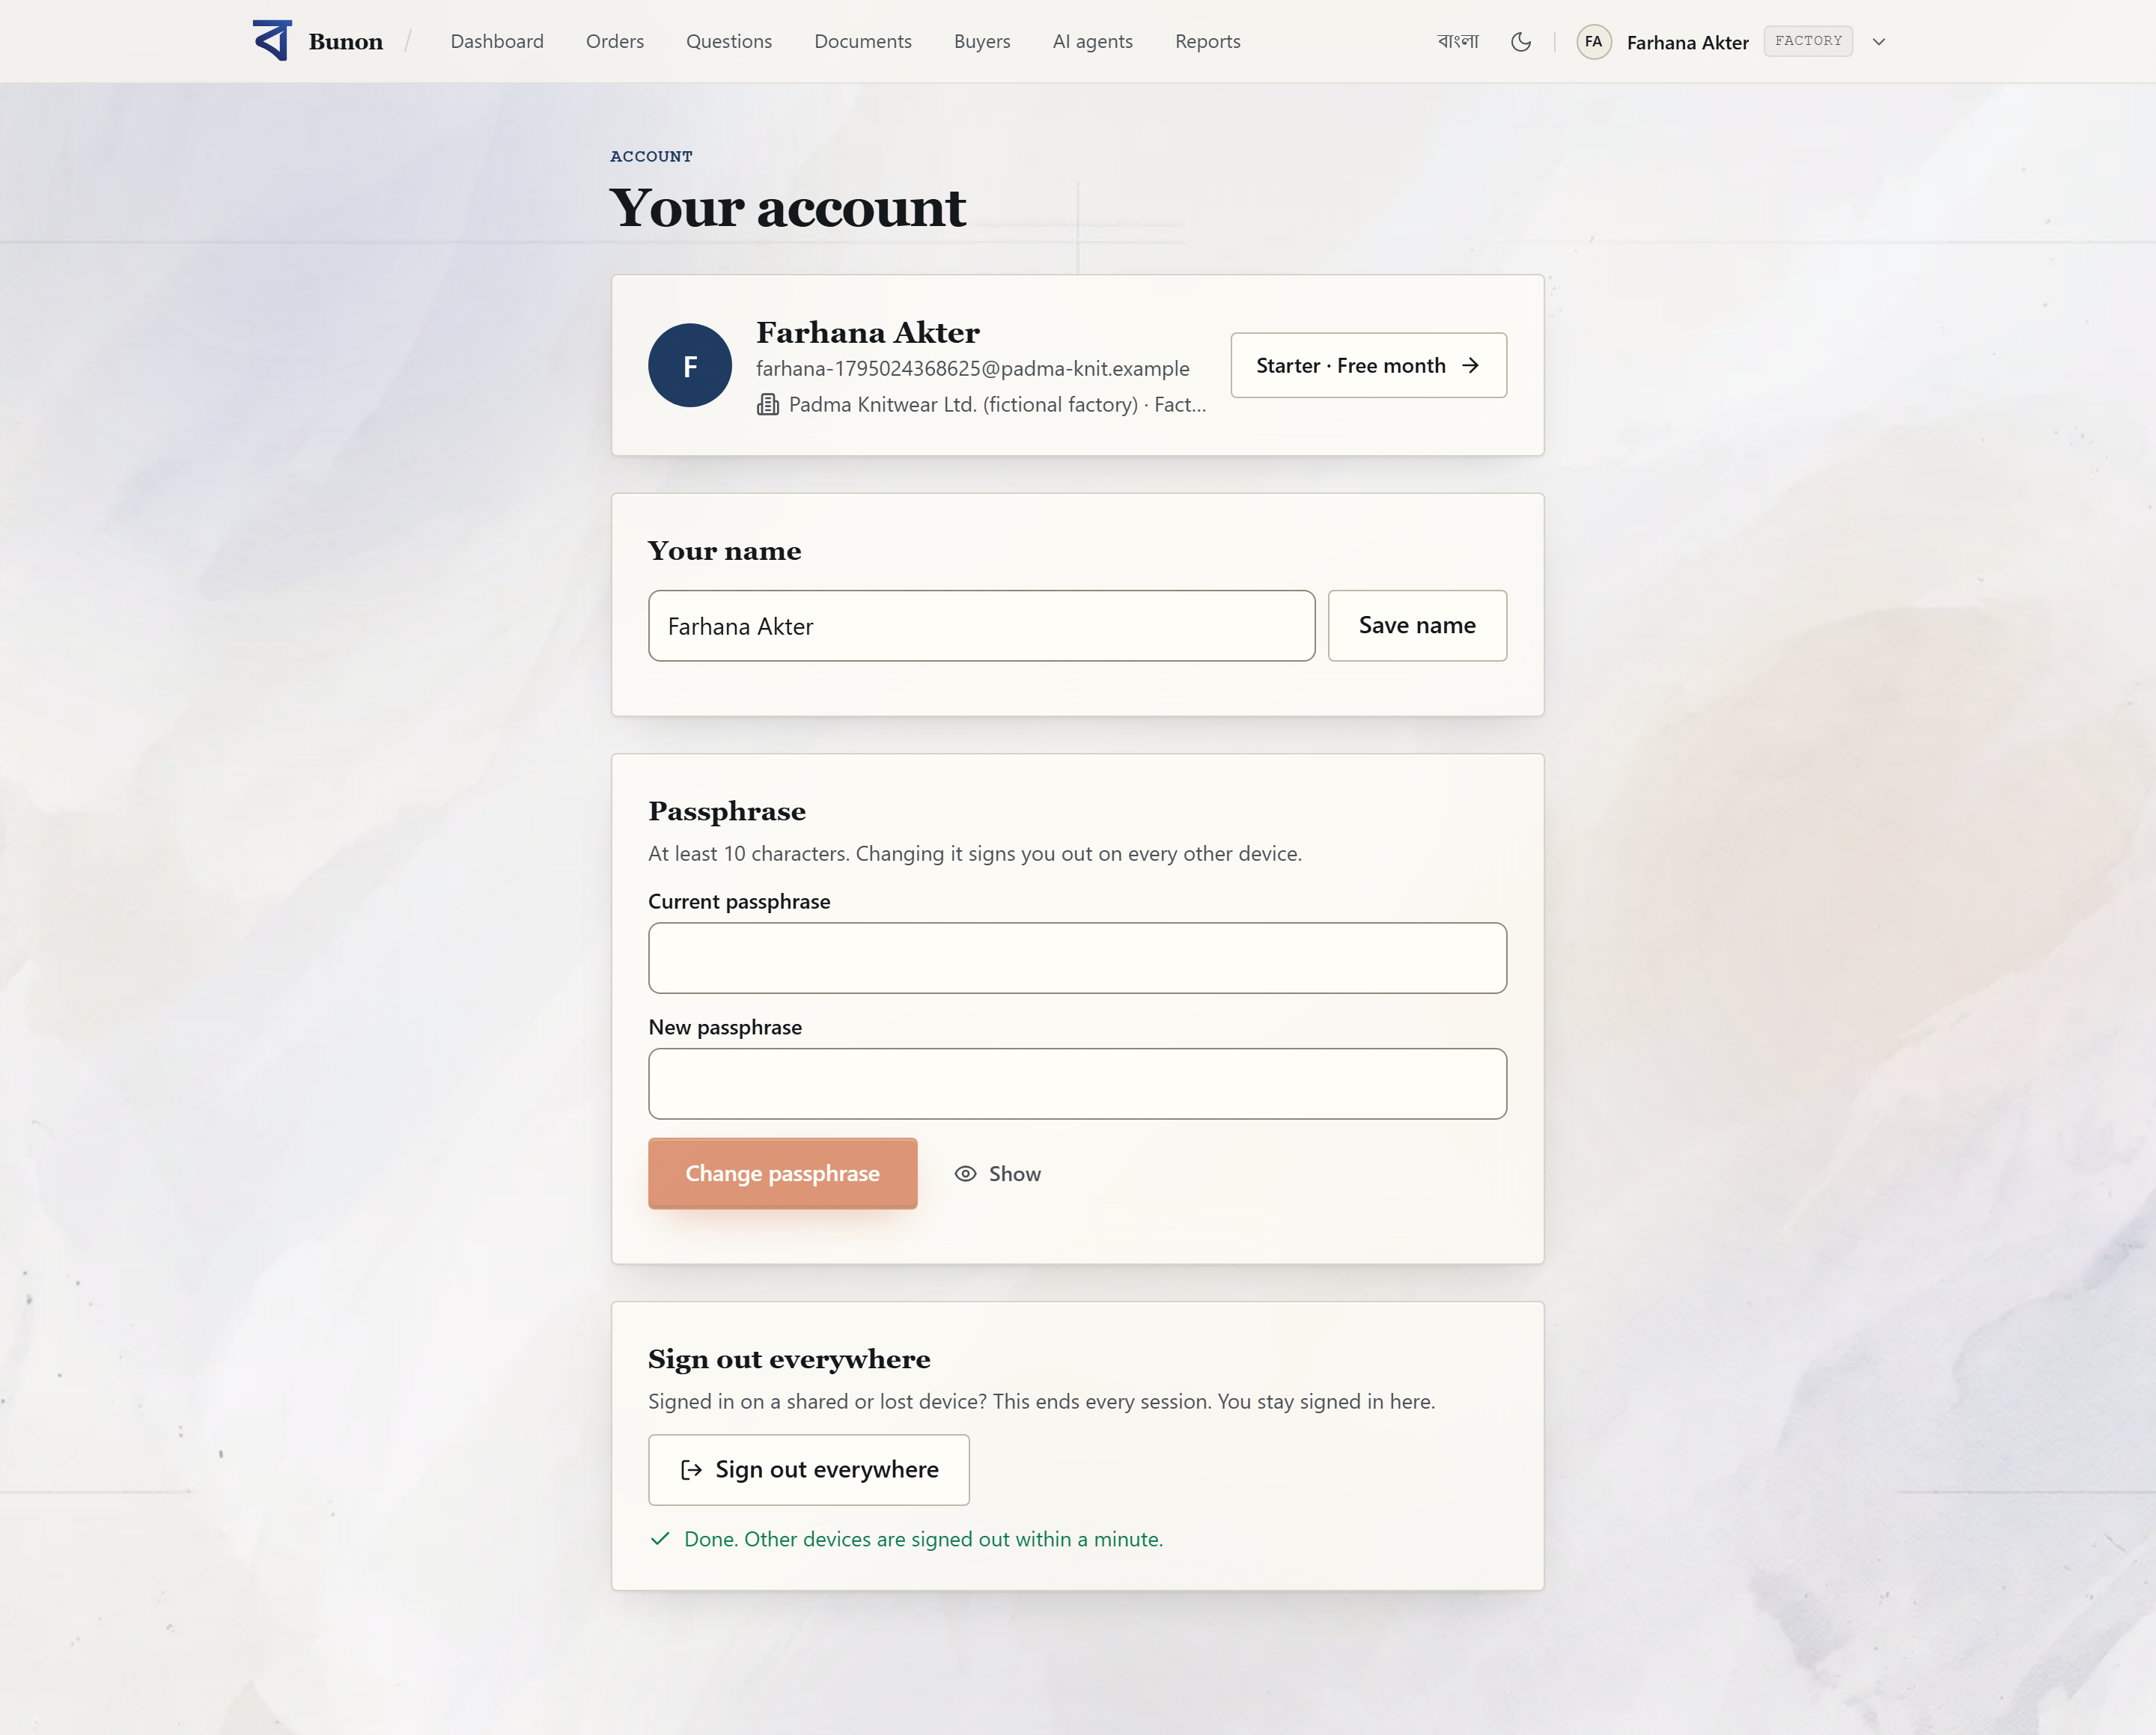 Bunon / Dashboard Orders Questions Documents Buyers AI agents Reports বাংলা FA Farhana Akter FACTORY
ACCOUNT
Your account
F
Farhana Akter
farhana-1795024368625@padma-knit.example
Padma Knitwear Ltd. (fictional factory) · Fact...
Starter · Free month
Your name
Farhana Akter
Save name
Passphrase
At least 10 characters. Changing it signs you out on every other device.
Current passphrase
New passphrase
Change passphrase
Show
Sign out everywhere
Signed in on a shared or lost device? This ends every session. You stay signed in here.
Sign out everywhere
Done. Other devices are signed out within a minute.